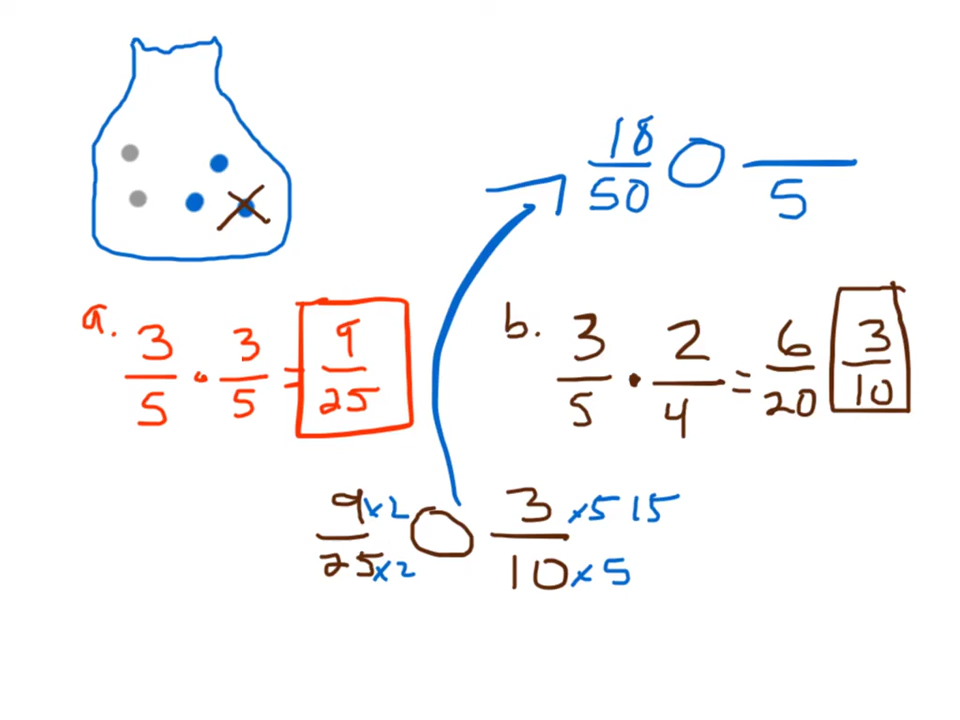 18/50 ○ /5
a. 3/5 · 3/5 = 9/25
b. 3/5 · 2/4 = 6/20 3/10
9×2/25×2 ○ 3×5 15/10×5